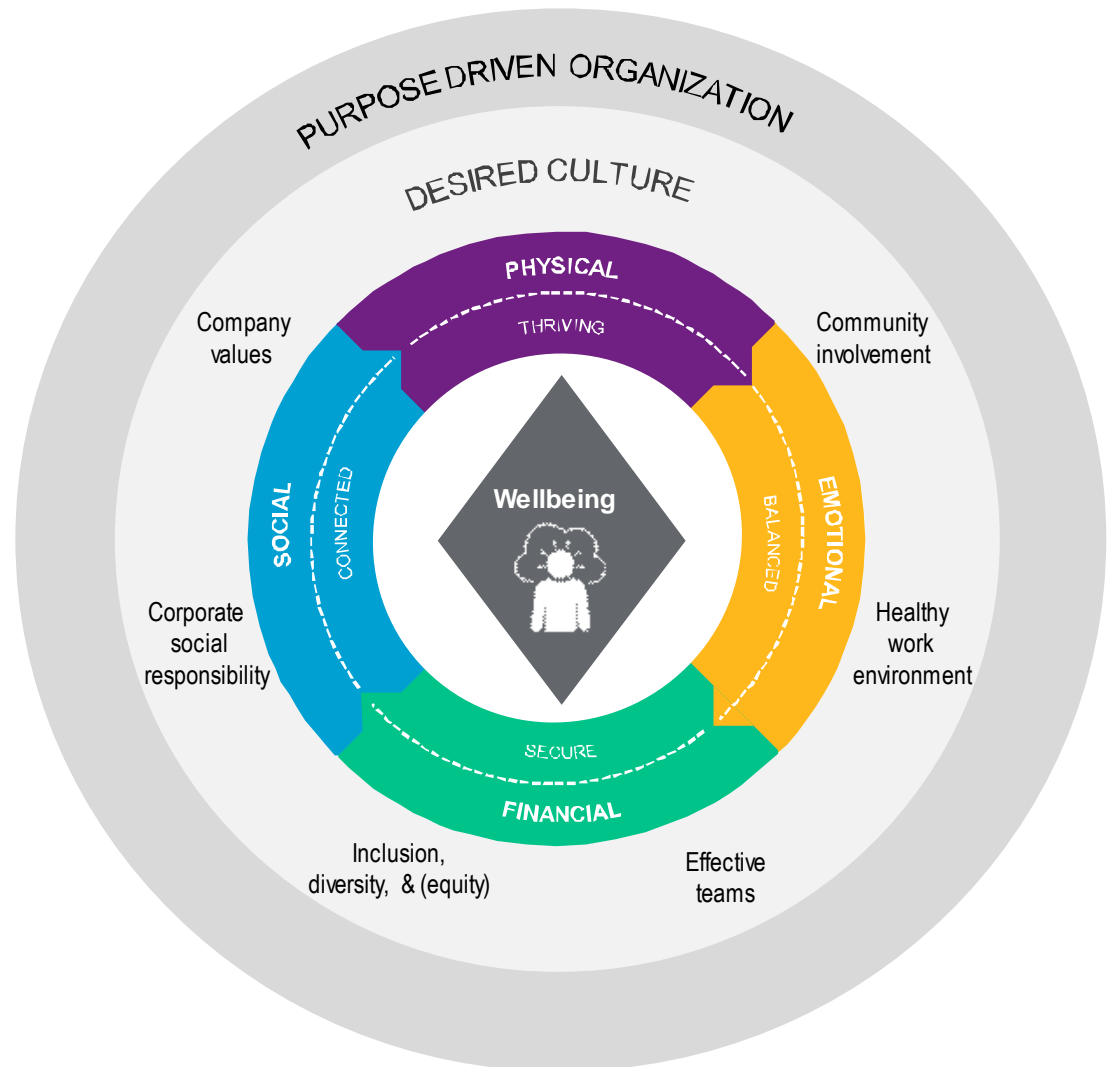 PURPOSE DRIVEN ORGANIZATION
DESIRED CULTURE
PHYSICAL
THRIVING
Company
values
Community
involvement
SOCIAL
CONNECTED
Wellbeing
BALANCED
EMOTIONAL
Corporate
social
responsibility
Healthy
work
environment
SECURE
FINANCIAL
Inclusion,
diversity, & (equity)
Effective
teams